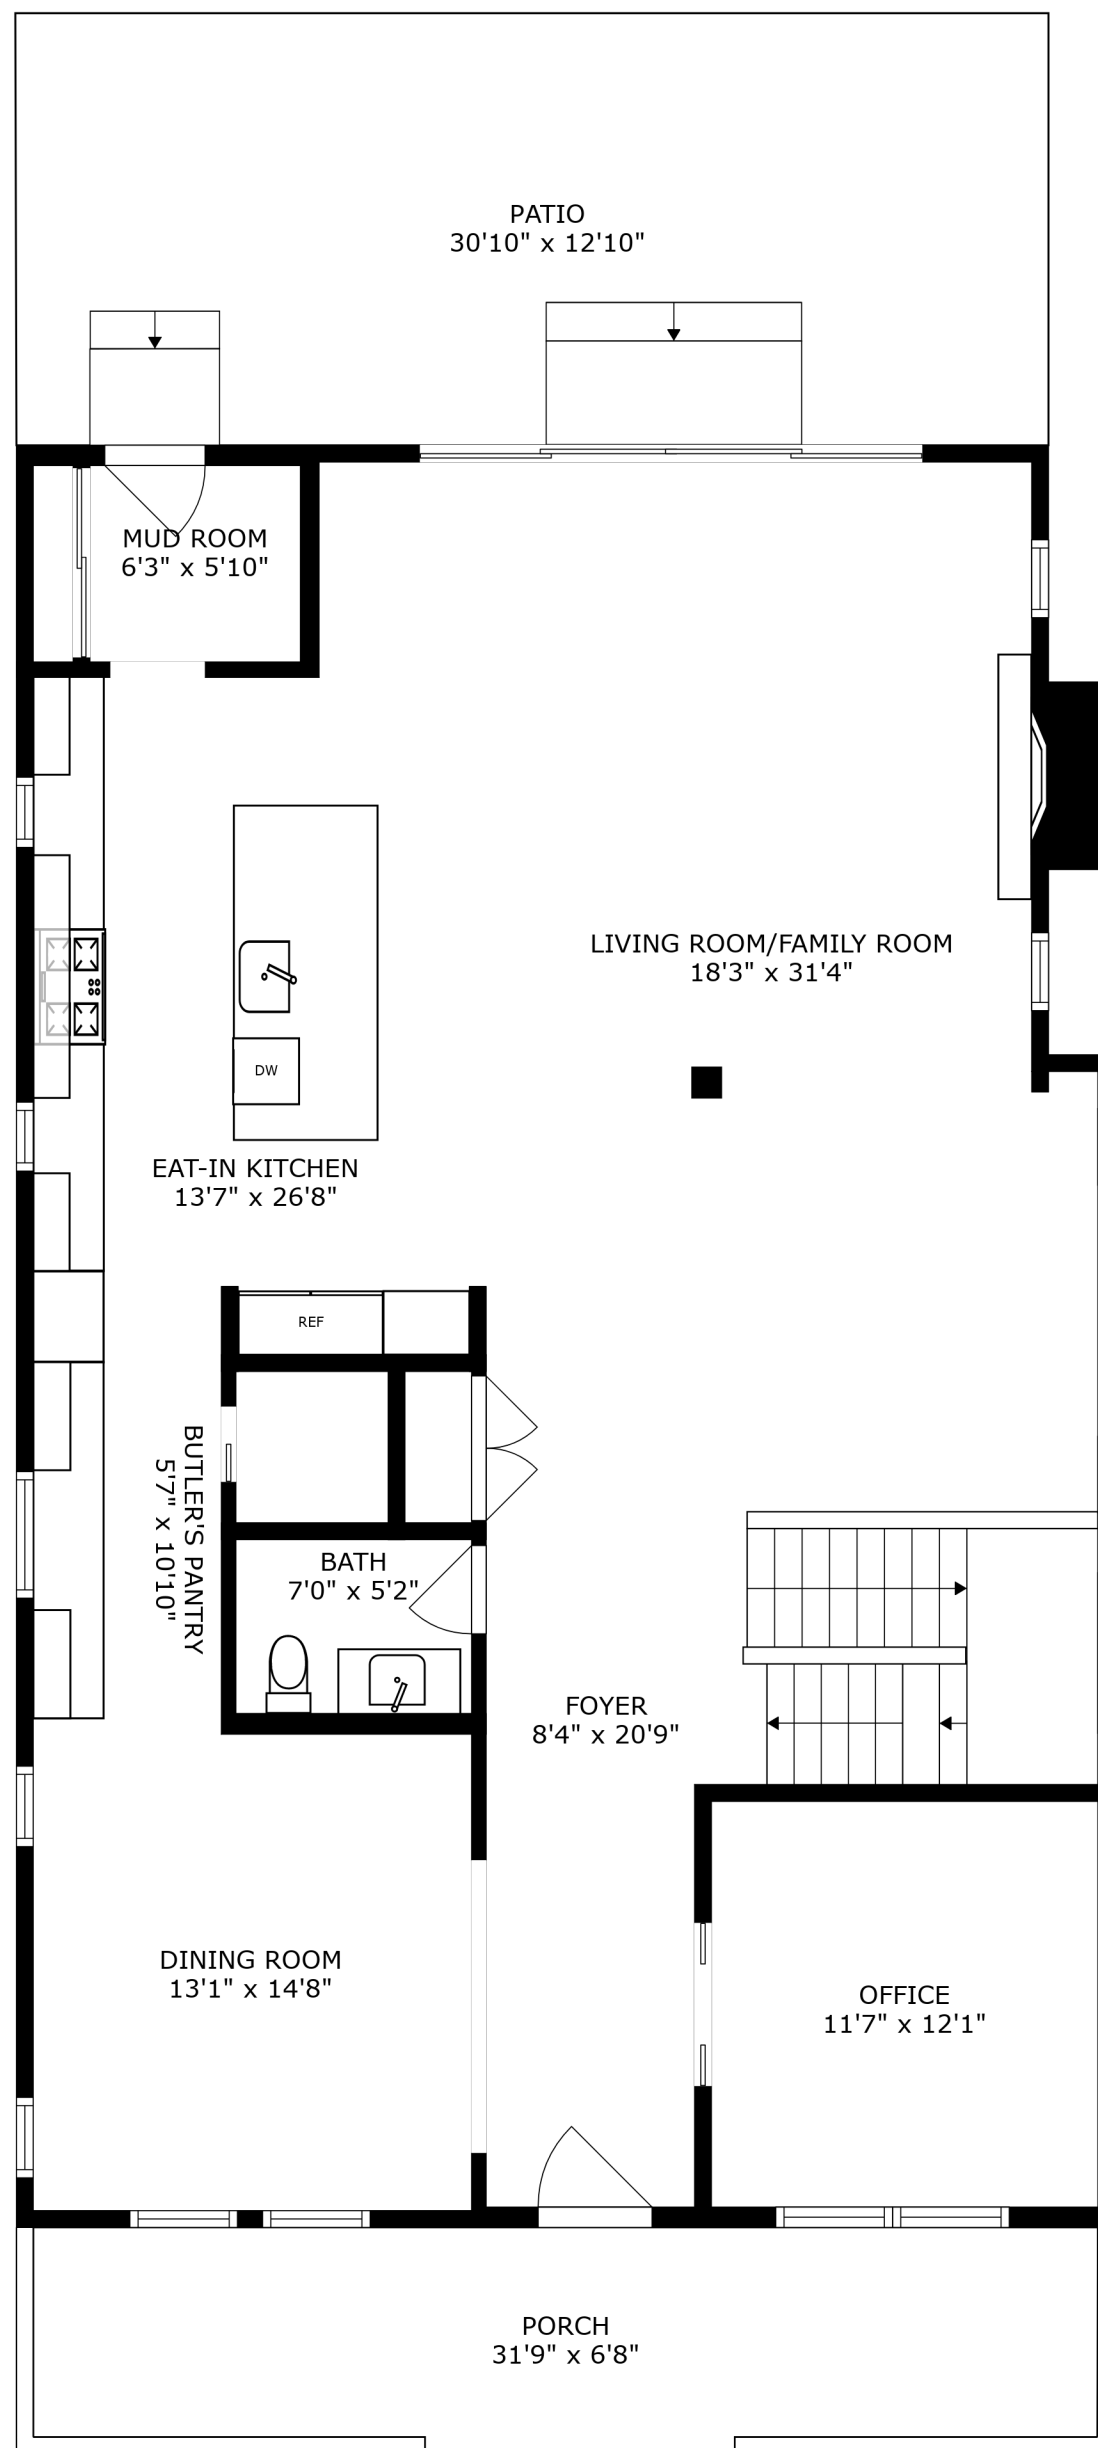 PATIO
30'10" x 12'10"
MUD ROOM
6'3" x 5'10"
LIVING ROOM/FAMILY ROOM
18'3" x 31'4"
DW
EAT-IN KITCHEN
13'7" x 26'8"
REF
BUTLER'S PANTRY
5'7" x 10'10"
BATH
7'0" x 5'2"
FOYER
8'4" x 20'9"
DINING ROOM
13'1" x 14'8"
OFFICE
11'7" x 12'1"
PORCH
31'9" x 6'8"